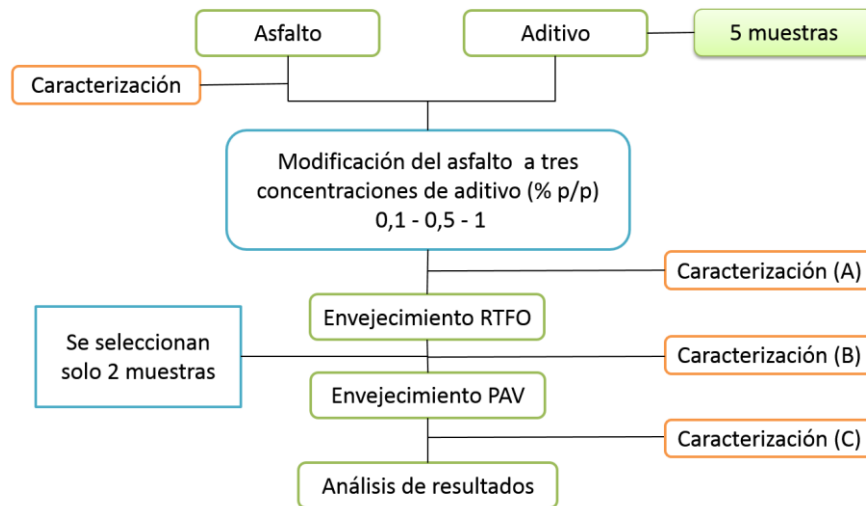 Asfalto
Aditivo
5 muestras
Caracterización
Modificación del asfalto a tres
concentraciones de aditivo (% p/p)
0,1 - 0,5 - 1
Caracterización (A)
Envejecimiento RTFO
Se seleccionan
solo 2 muestras
Caracterización (B)
Envejecimiento PAV
Caracterización (C)
Análisis de resultados